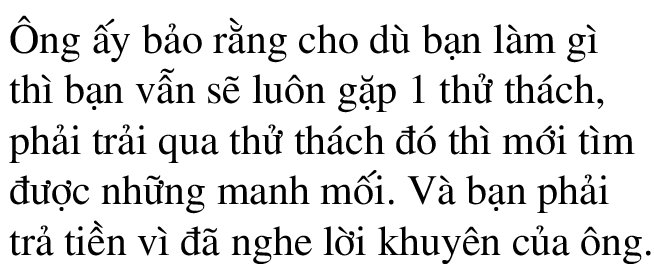 Ông ấy bảo rằng cho dù bạn làm gì
thì bạn vẫn sẽ luôn gặp 1 thử thách,
phải trải qua thử thách đó thì mới tìm
được những manh mối. Và bạn phải
trả tiền vì đã nghe lời khuyên của ông.